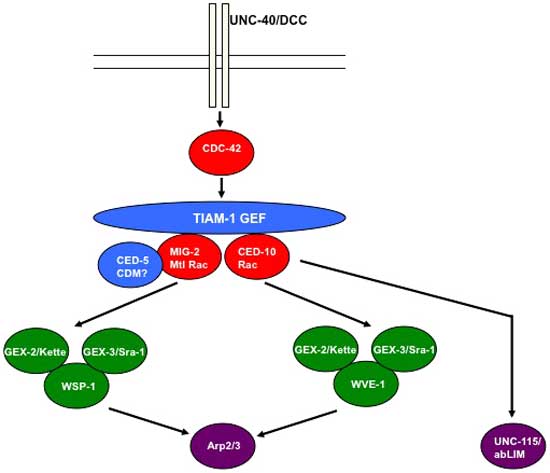 UNC-40/DCC
CDC-42
TIAM-1 GEF
CED-5
CDM?
MIG-2
Mtl Rac
CED-10
Rac
GEX-2/Kette
GEX-3/Sra-1
WSP-1
GEX-2/Kette
GEX-3/Sra-1
WVE-1
Arp2/3
UNC-115/
abLIM